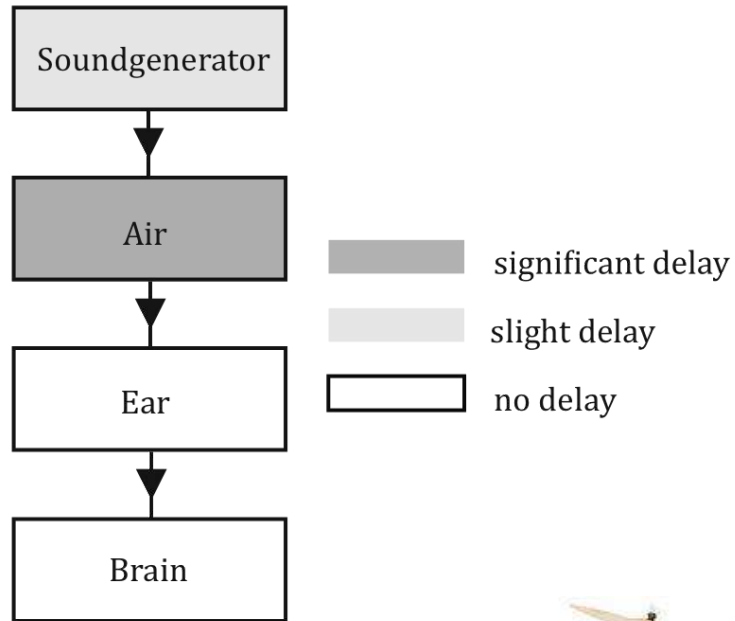 Soundgenerator
Air
Ear
Brain
significant delay
slight delay
no delay